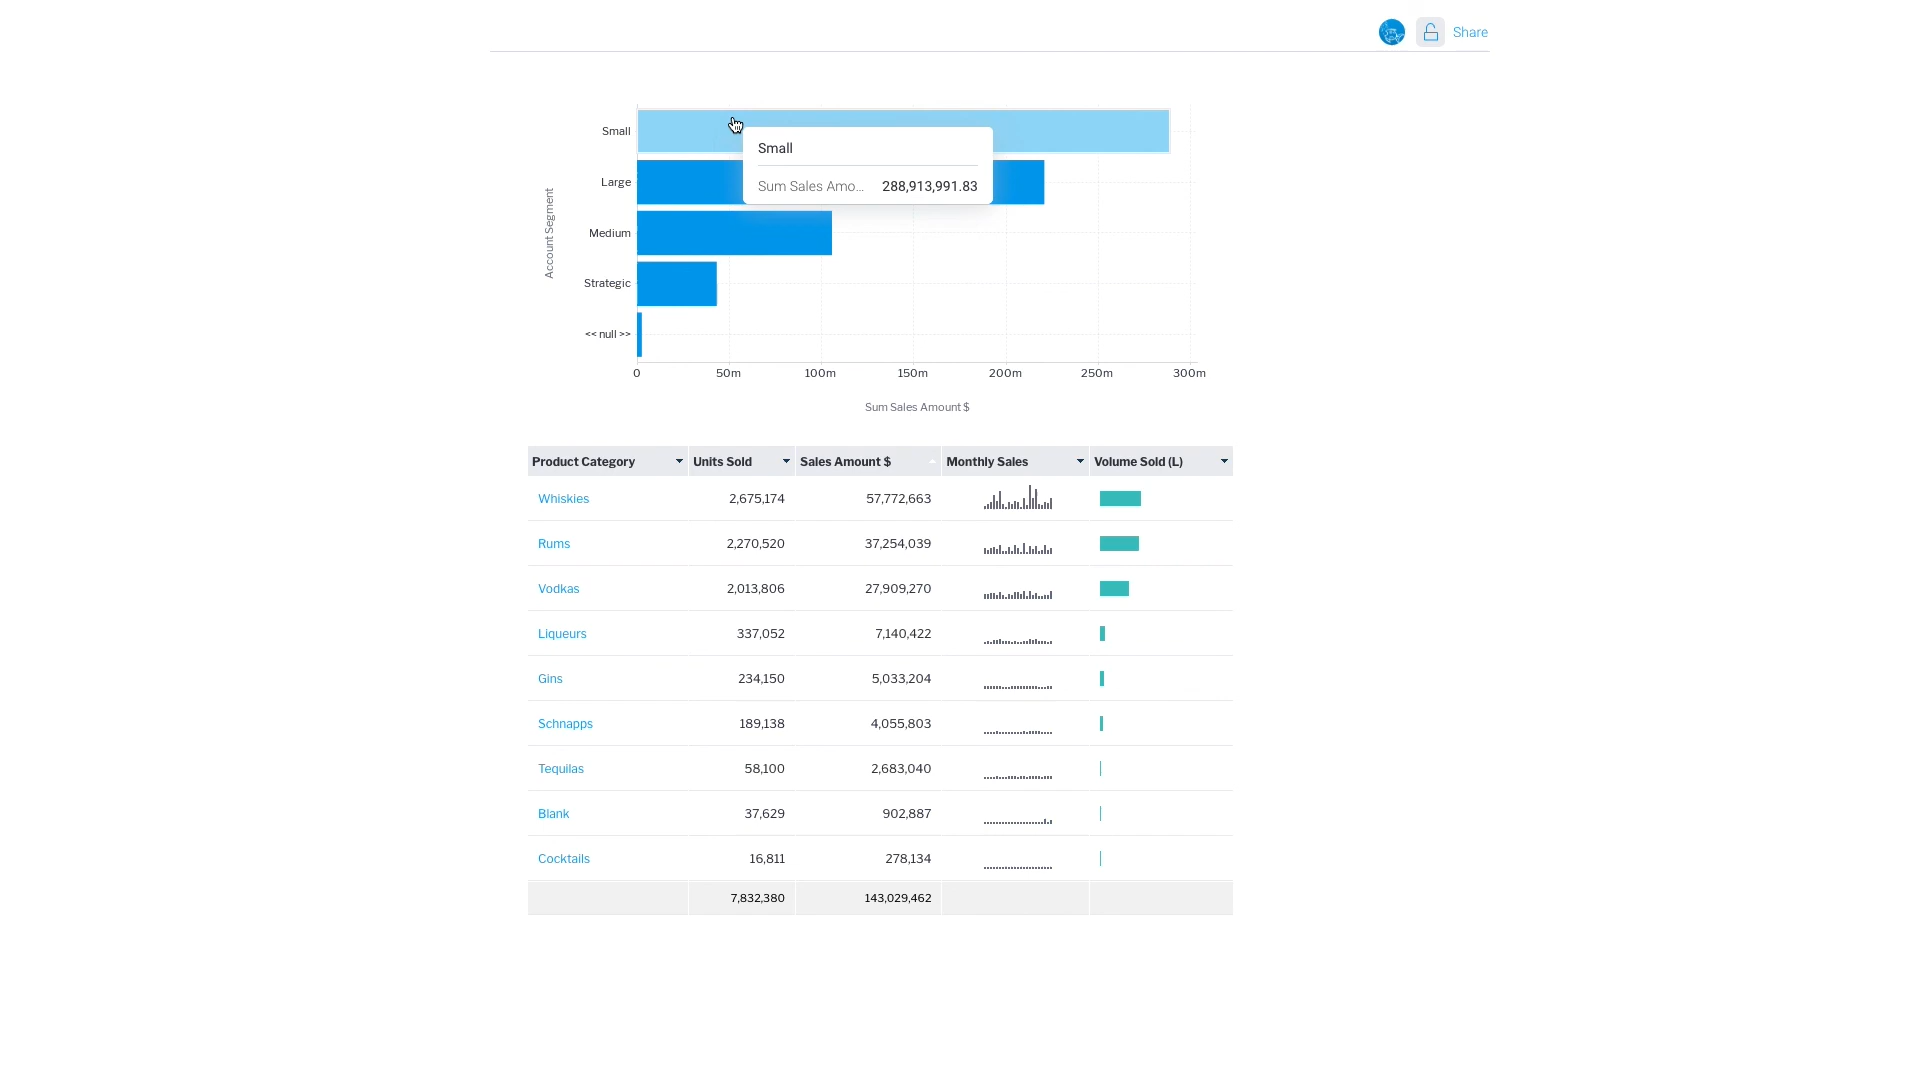 Share
Small
Large
Medium
Strategic
<< null >>
Account Segment
Small
Sum Sales Amo... 288,913,991.83
0 50m 100m 150m 200m 250m 300m
Sum Sales Amount $
Product Category Units Sold Sales Amount $ Monthly Sales Volume Sold (L)
Whiskies 2,675,174 57,772,663
Rums 2,270,520 37,254,039
Vodkas 2,013,806 27,909,270
Liqueurs 337,052 7,140,422
Gins 234,150 5,033,204
Schnapps 189,138 4,055,803
Tequilas 58,100 2,683,040
Blank 37,629 902,887
Cocktails 16,811 278,134
7,832,380 143,029,462